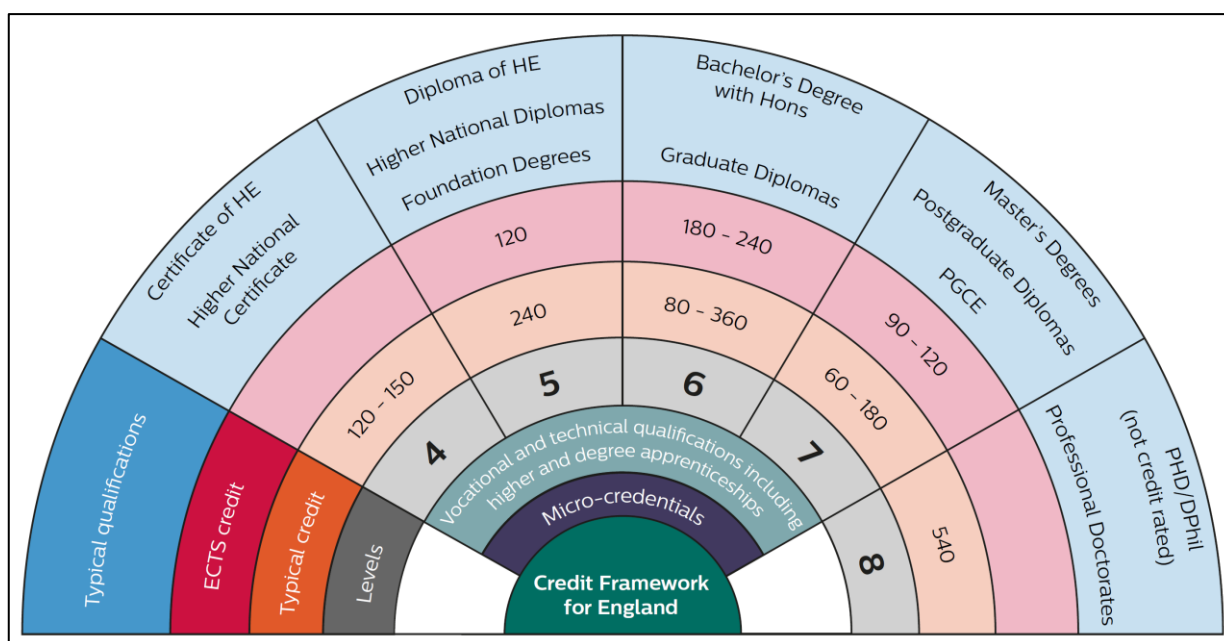 Typical qualifications
ECTS credit
Typical credit
Levels
Certificate of HE
Higher National
Certificate
120 - 150
4
Diploma of HE
Higher National Diplomas
Foundation Degrees
120
240
5
Bachelor's Degree
with Hons
Graduate Diplomas
180 - 240
80 - 360
6
Master's Degrees
Postgraduate Diplomas
PGCE
90 - 120
60 - 180
7
PHD/DPhil
(not credit rated)
Professional Doctorates
540
8
Vocational and technical qualifications including
higher and degree apprenticeships
Micro-credentials
Credit Framework
for England